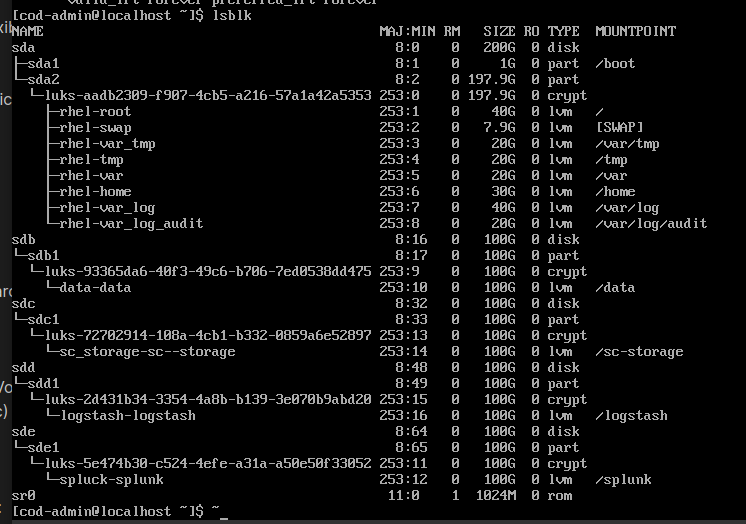 valid_lft forever preferred_lft forever
[cod-admin@localhost ~]$ lsblk
NAME MAJ:MIN RM SIZE RO TYPE MOUNTPOINT
sda 8:0 0 200G 0 disk
├─sda1 8:1 0 1G 0 part /boot
└─sda2 8:2 0 197.9G 0 part
└─luks-aadb2309-f907-4cb5-a216-57a1a42a5353 253:0 0 197.9G 0 crypt
├─rhel-root 253:1 0 40G 0 lvm /
├─rhel-swap 253:2 0 7.9G 0 lvm [SWAP]
├─rhel-var_tmp 253:3 0 20G 0 lvm /var/tmp
├─rhel-tmp 253:4 0 20G 0 lvm /tmp
├─rhel-var 253:5 0 20G 0 lvm /var
├─rhel-home 253:6 0 30G 0 lvm /home
├─rhel-var_log 253:7 0 40G 0 lvm /var/log
└─rhel-var_log_audit 253:8 0 20G 0 lvm /var/log/audit
sdb 8:16 0 100G 0 disk
└─sdb1 8:17 0 100G 0 part
└─luks-93365da6-40f3-49c6-b706-7ed0538dd475 253:9 0 100G 0 crypt
└─data-data 253:10 0 100G 0 lvm /data
sdc 8:32 0 100G 0 disk
└─sdc1 8:33 0 100G 0 part
└─luks-72702914-108a-4cb1-b332-0859a6e52897 253:13 0 100G 0 crypt
└─sc_storage-sc--storage 253:14 0 100G 0 lvm /sc-storage
sdd 8:48 0 100G 0 disk
└─sdd1 8:49 0 100G 0 part
└─luks-2d431b34-3354-4a8b-b139-3e070b9abd20 253:15 0 100G 0 crypt
└─logstash-logstash 253:16 0 100G 0 lvm /logstash
sde 8:64 0 100G 0 disk
└─sde1 8:65 0 100G 0 part
└─luks-5e474b30-c524-4efe-a31a-a50e50f33052 253:11 0 100G 0 crypt
└─spluck-splunk 253:12 0 100G 0 lvm /splunk
sr0 11:0 1 1024M 0 rom
[cod-admin@localhost ~]$ ~_